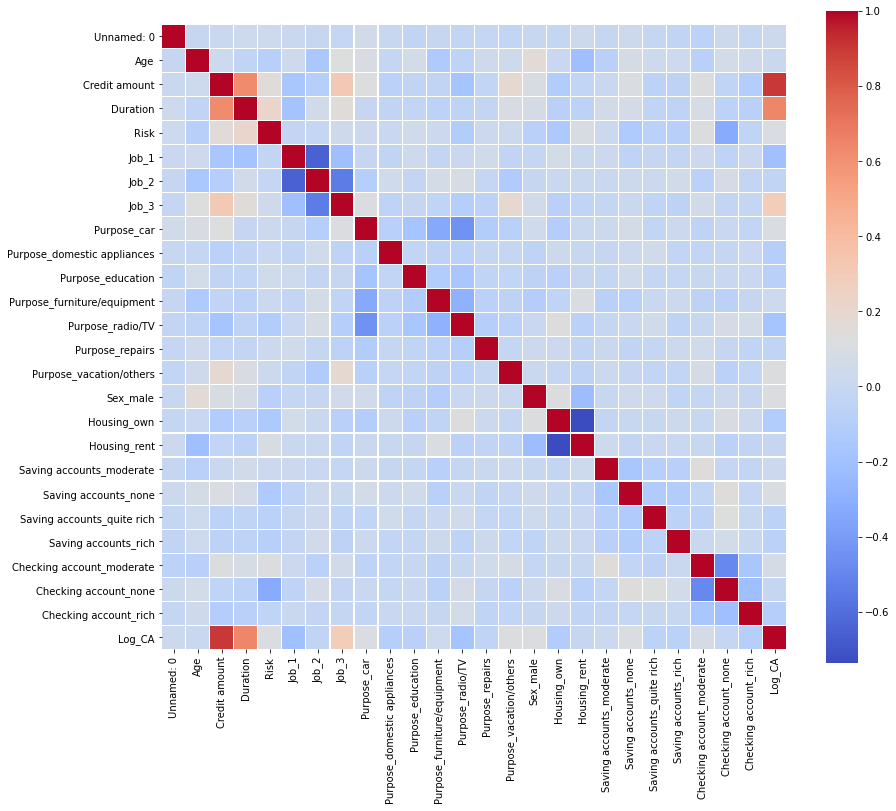 Unnamed: 0
Age
Credit amount
Duration
Risk
Job_1
Job_2
Job_3
Purpose_car
Purpose_domestic appliances
Purpose_education
Purpose_furniture/equipment
Purpose_radio/TV
Purpose_repairs
Purpose_vacation/others
Sex_male
Housing_own
Housing_rent
Saving accounts_moderate
Saving accounts_none
Saving accounts_quite rich
Saving accounts_rich
Checking account_moderate
Checking account_none
Checking account_rich
Log_CA
Unnamed: 0
Age
Credit amount
Duration
Risk
Job_1
Job_2
Job_3
Purpose_car
Purpose_domestic appliances
Purpose_education
Purpose_furniture/equipment
Purpose_radio/TV
Purpose_repairs
Purpose_vacation/others
Sex_male
Housing_own
Housing_rent
Saving accounts_moderate
Saving accounts_none
Saving accounts_quite rich
Saving accounts_rich
Checking account_moderate
Checking account_none
Checking account_rich
Log_CA
1.0
0.8
0.6
0.4
0.2
0.0
−0.2
−0.4
−0.6